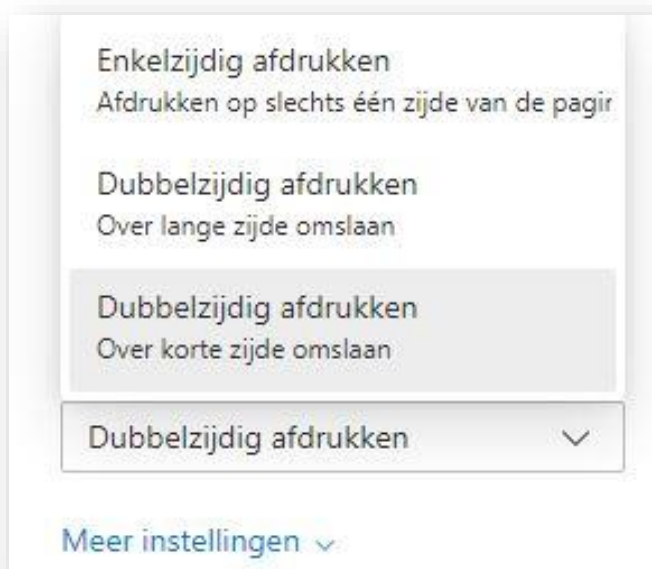 Enkelzijdig afdrukken
Afdrukken op slechts één zijde van de
Dubbelzijdig afdrukken
Over lange zijde omslaan
Dubbelzijdig afdrukken
Over korte zijde omslaan
Dubbelzijdig afdrukken
Meer instellingen